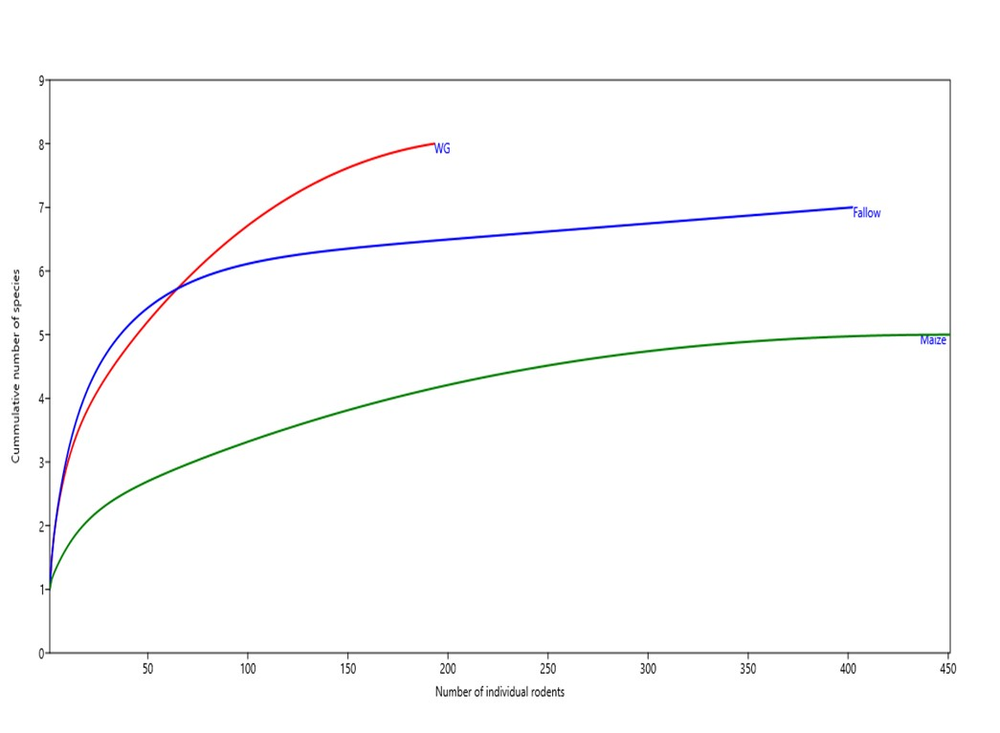 9
8
WG
7
Fallow
6
5
Maize
4
3
2
1
0
Cummulative number of species
50 100 150 200 250 300 350 400 450
Number of individual rodents